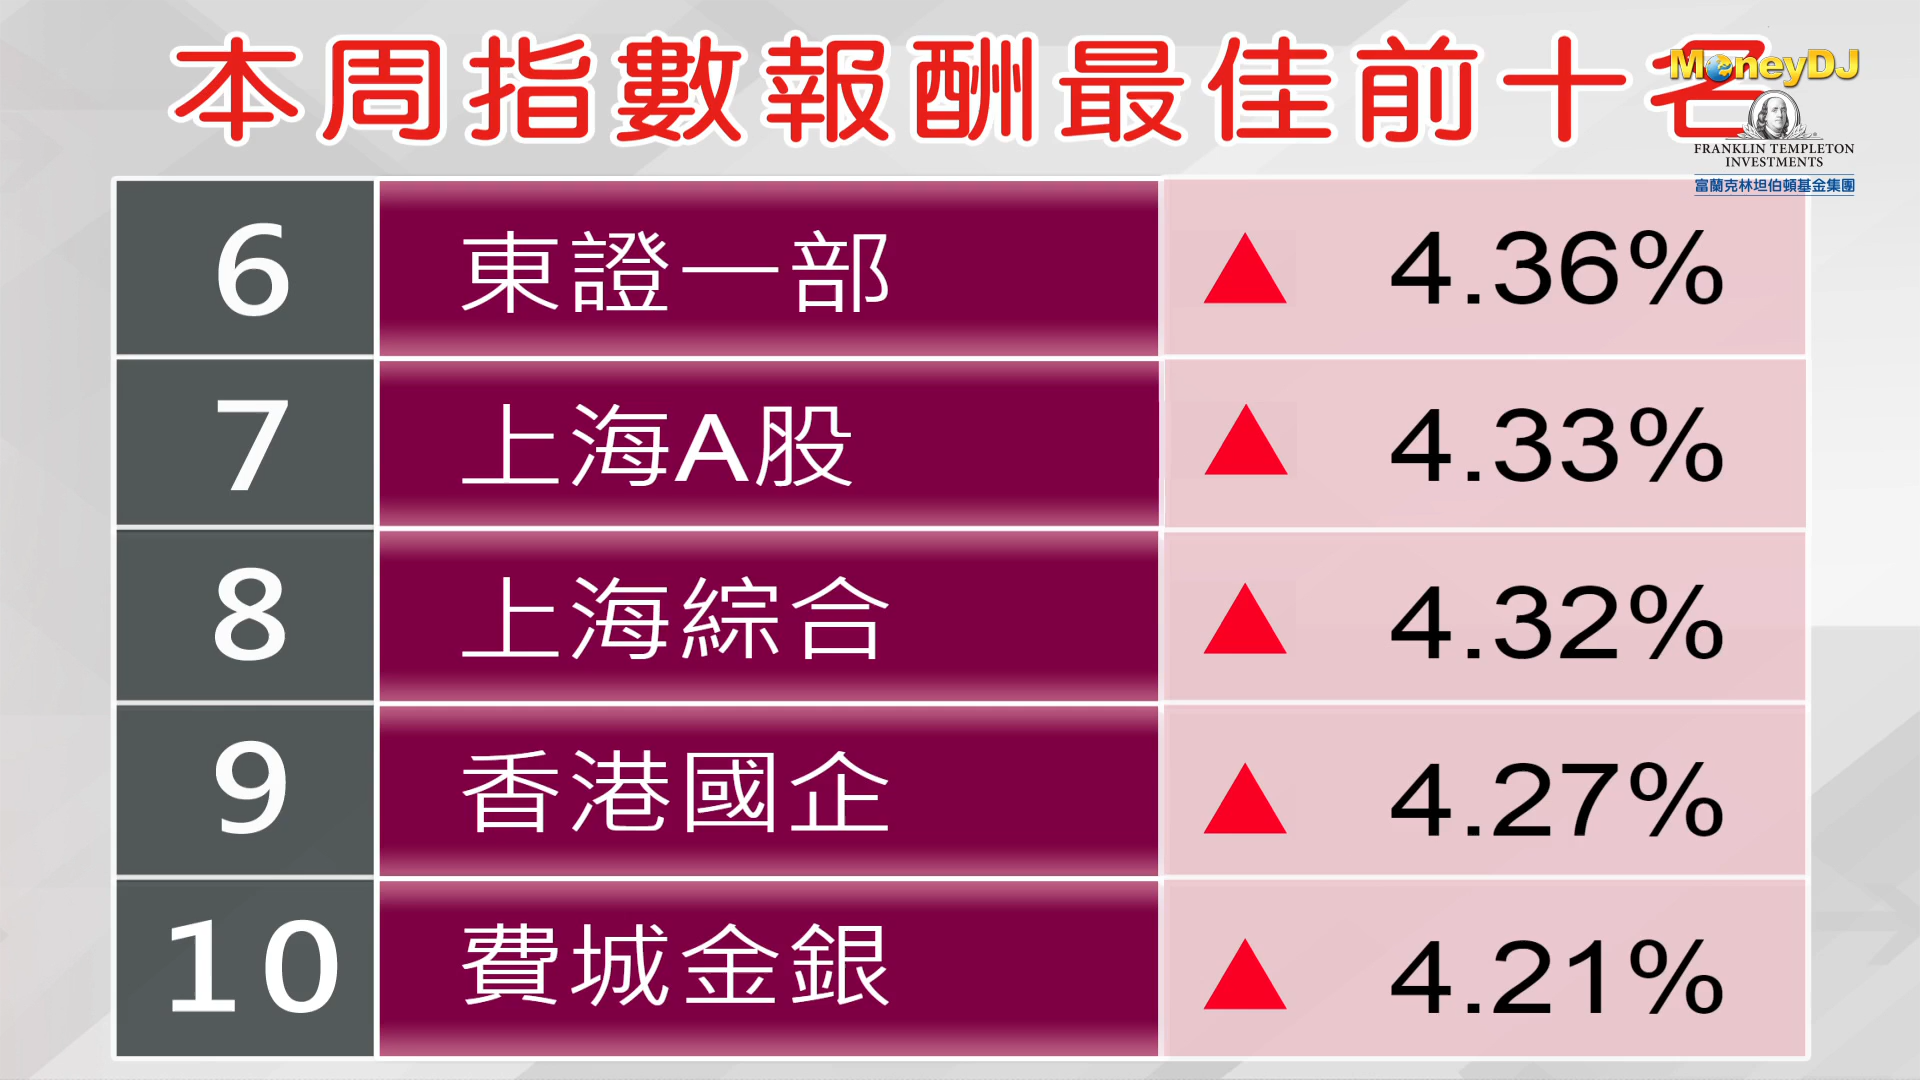 本周指數報酬最佳前十名
MoneyDJ
FRANKLIN TEMPLETON
INVESTMENTS
富蘭克林坦伯頓基金集團
6 東證一部 ▲ 4.36%
7 上海A股 ▲ 4.33%
8 上海綜合 ▲ 4.32%
9 香港國企 ▲ 4.27%
10 費城金銀 ▲ 4.21%